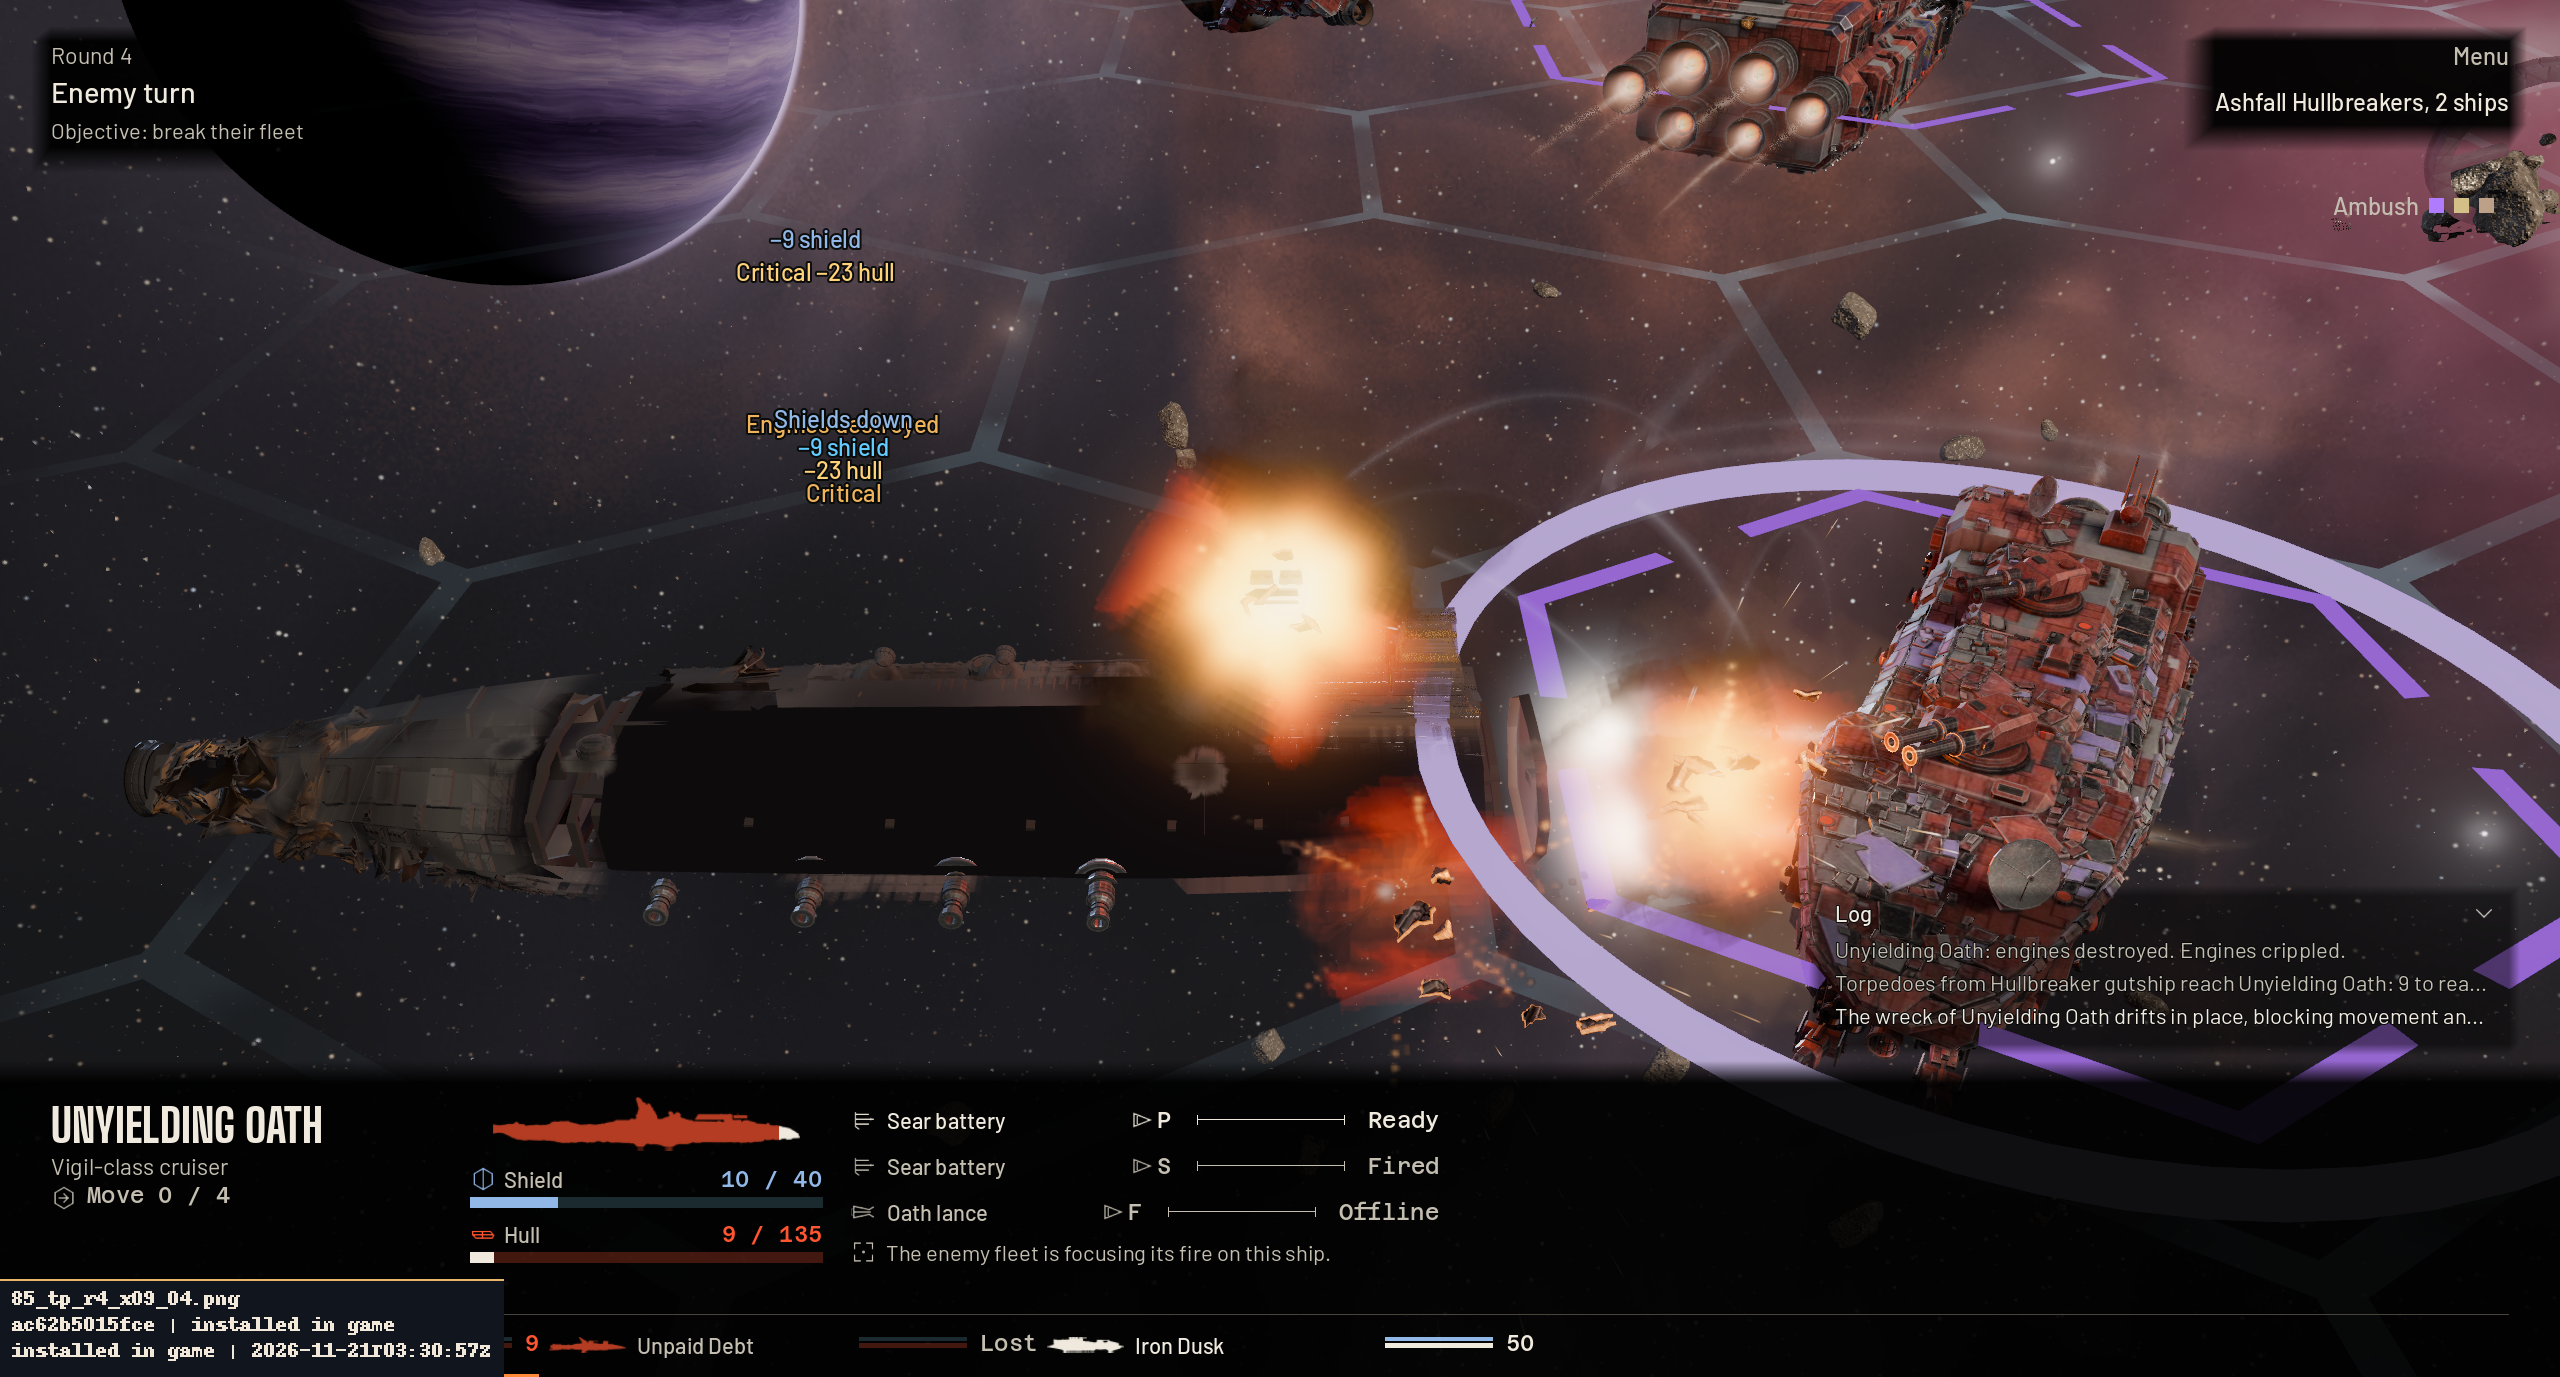 Round 4
Enemy turn
Objective: break their fleet
Menu
Ashfall Hullbreakers, 2 ships
Ambush
–9 shield
Critical –23 hull
Shields down
Engines destroyed
–9 shield
–23 hull
Critical
Log
Unyielding Oath: engines destroyed. Engines crippled.
Torpedoes from Hullbreaker gutship reach Unyielding Oath: 9 to rea...
The wreck of Unyielding Oath drifts in place, blocking movement an...
UNYIELDING OATH
Vigil-class cruiser
Move 0 / 4
Shield 10 / 40
Hull 9 / 135
Sear battery P Ready
Sear battery S Fired
Oath lance F Offline
The enemy fleet is focusing its fire on this ship.
85_tp_r4_x09_04.png
ac62b5015fce | installed in game
installed in game | 2026-11-21T03:30:57Z
9 Unpaid Debt Lost Iron Dusk 50